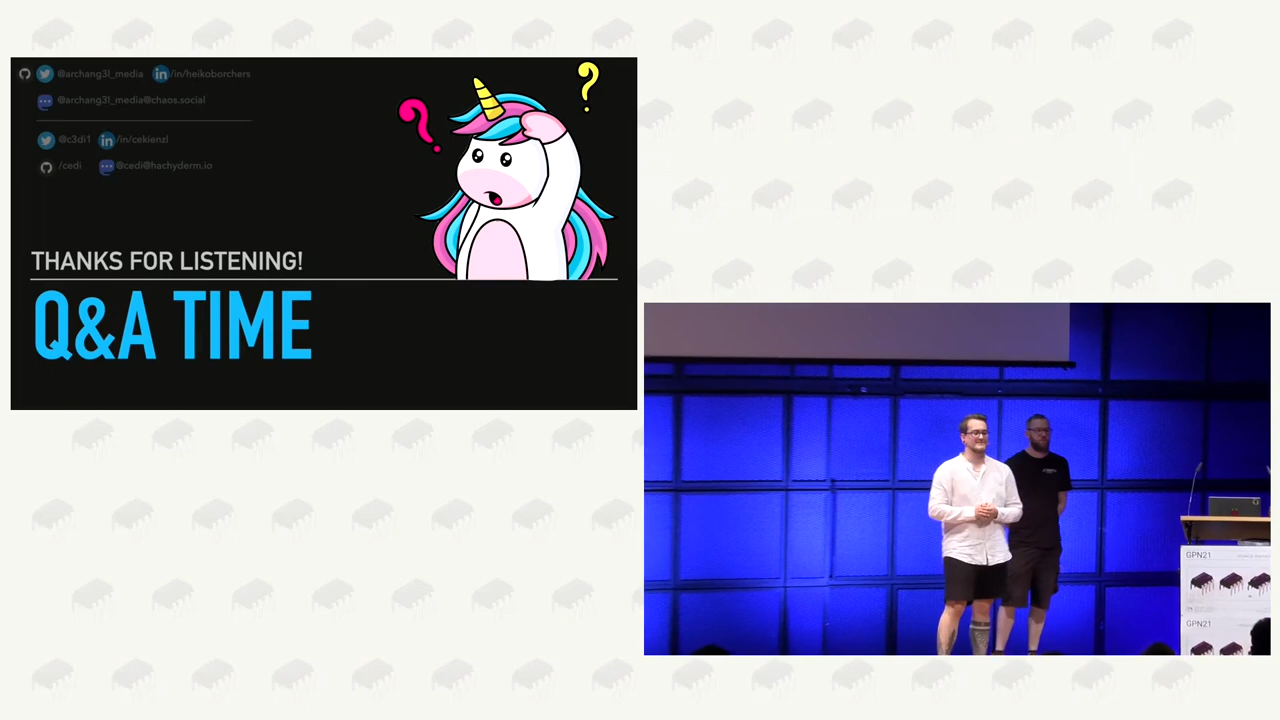 @archang3l_media /in/heikoborchers
@archang3l_media@chaos.social
@c3di1 /in/cekienzl
/cedi @cedi@hachyderm.io
THANKS FOR LISTENING!
Q&A TIME
GPN21
GPN21